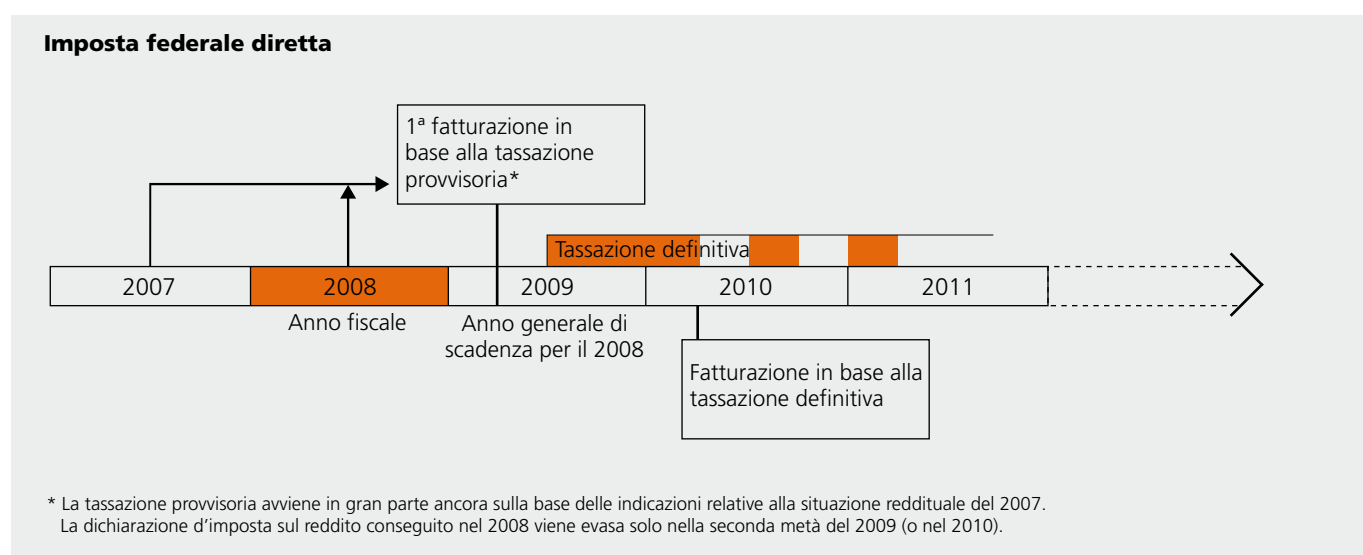 Imposta federale diretta
1ª fatturazione in
base alla tassazione
provvisoria*
Tassazione definitiva
2007
2008
2009
2010
2011
Anno fiscale
Anno generale di
scadenza per il 2008
Fatturazione in base alla
tassazione definitiva
* La tassazione provvisoria avviene in gran parte ancora sulla base delle indicazioni relative alla situazione reddituale del 2007.
La dichiarazione d’imposta sul reddito conseguito nel 2008 viene evasa solo nella seconda metà del 2009 (o nel 2010).